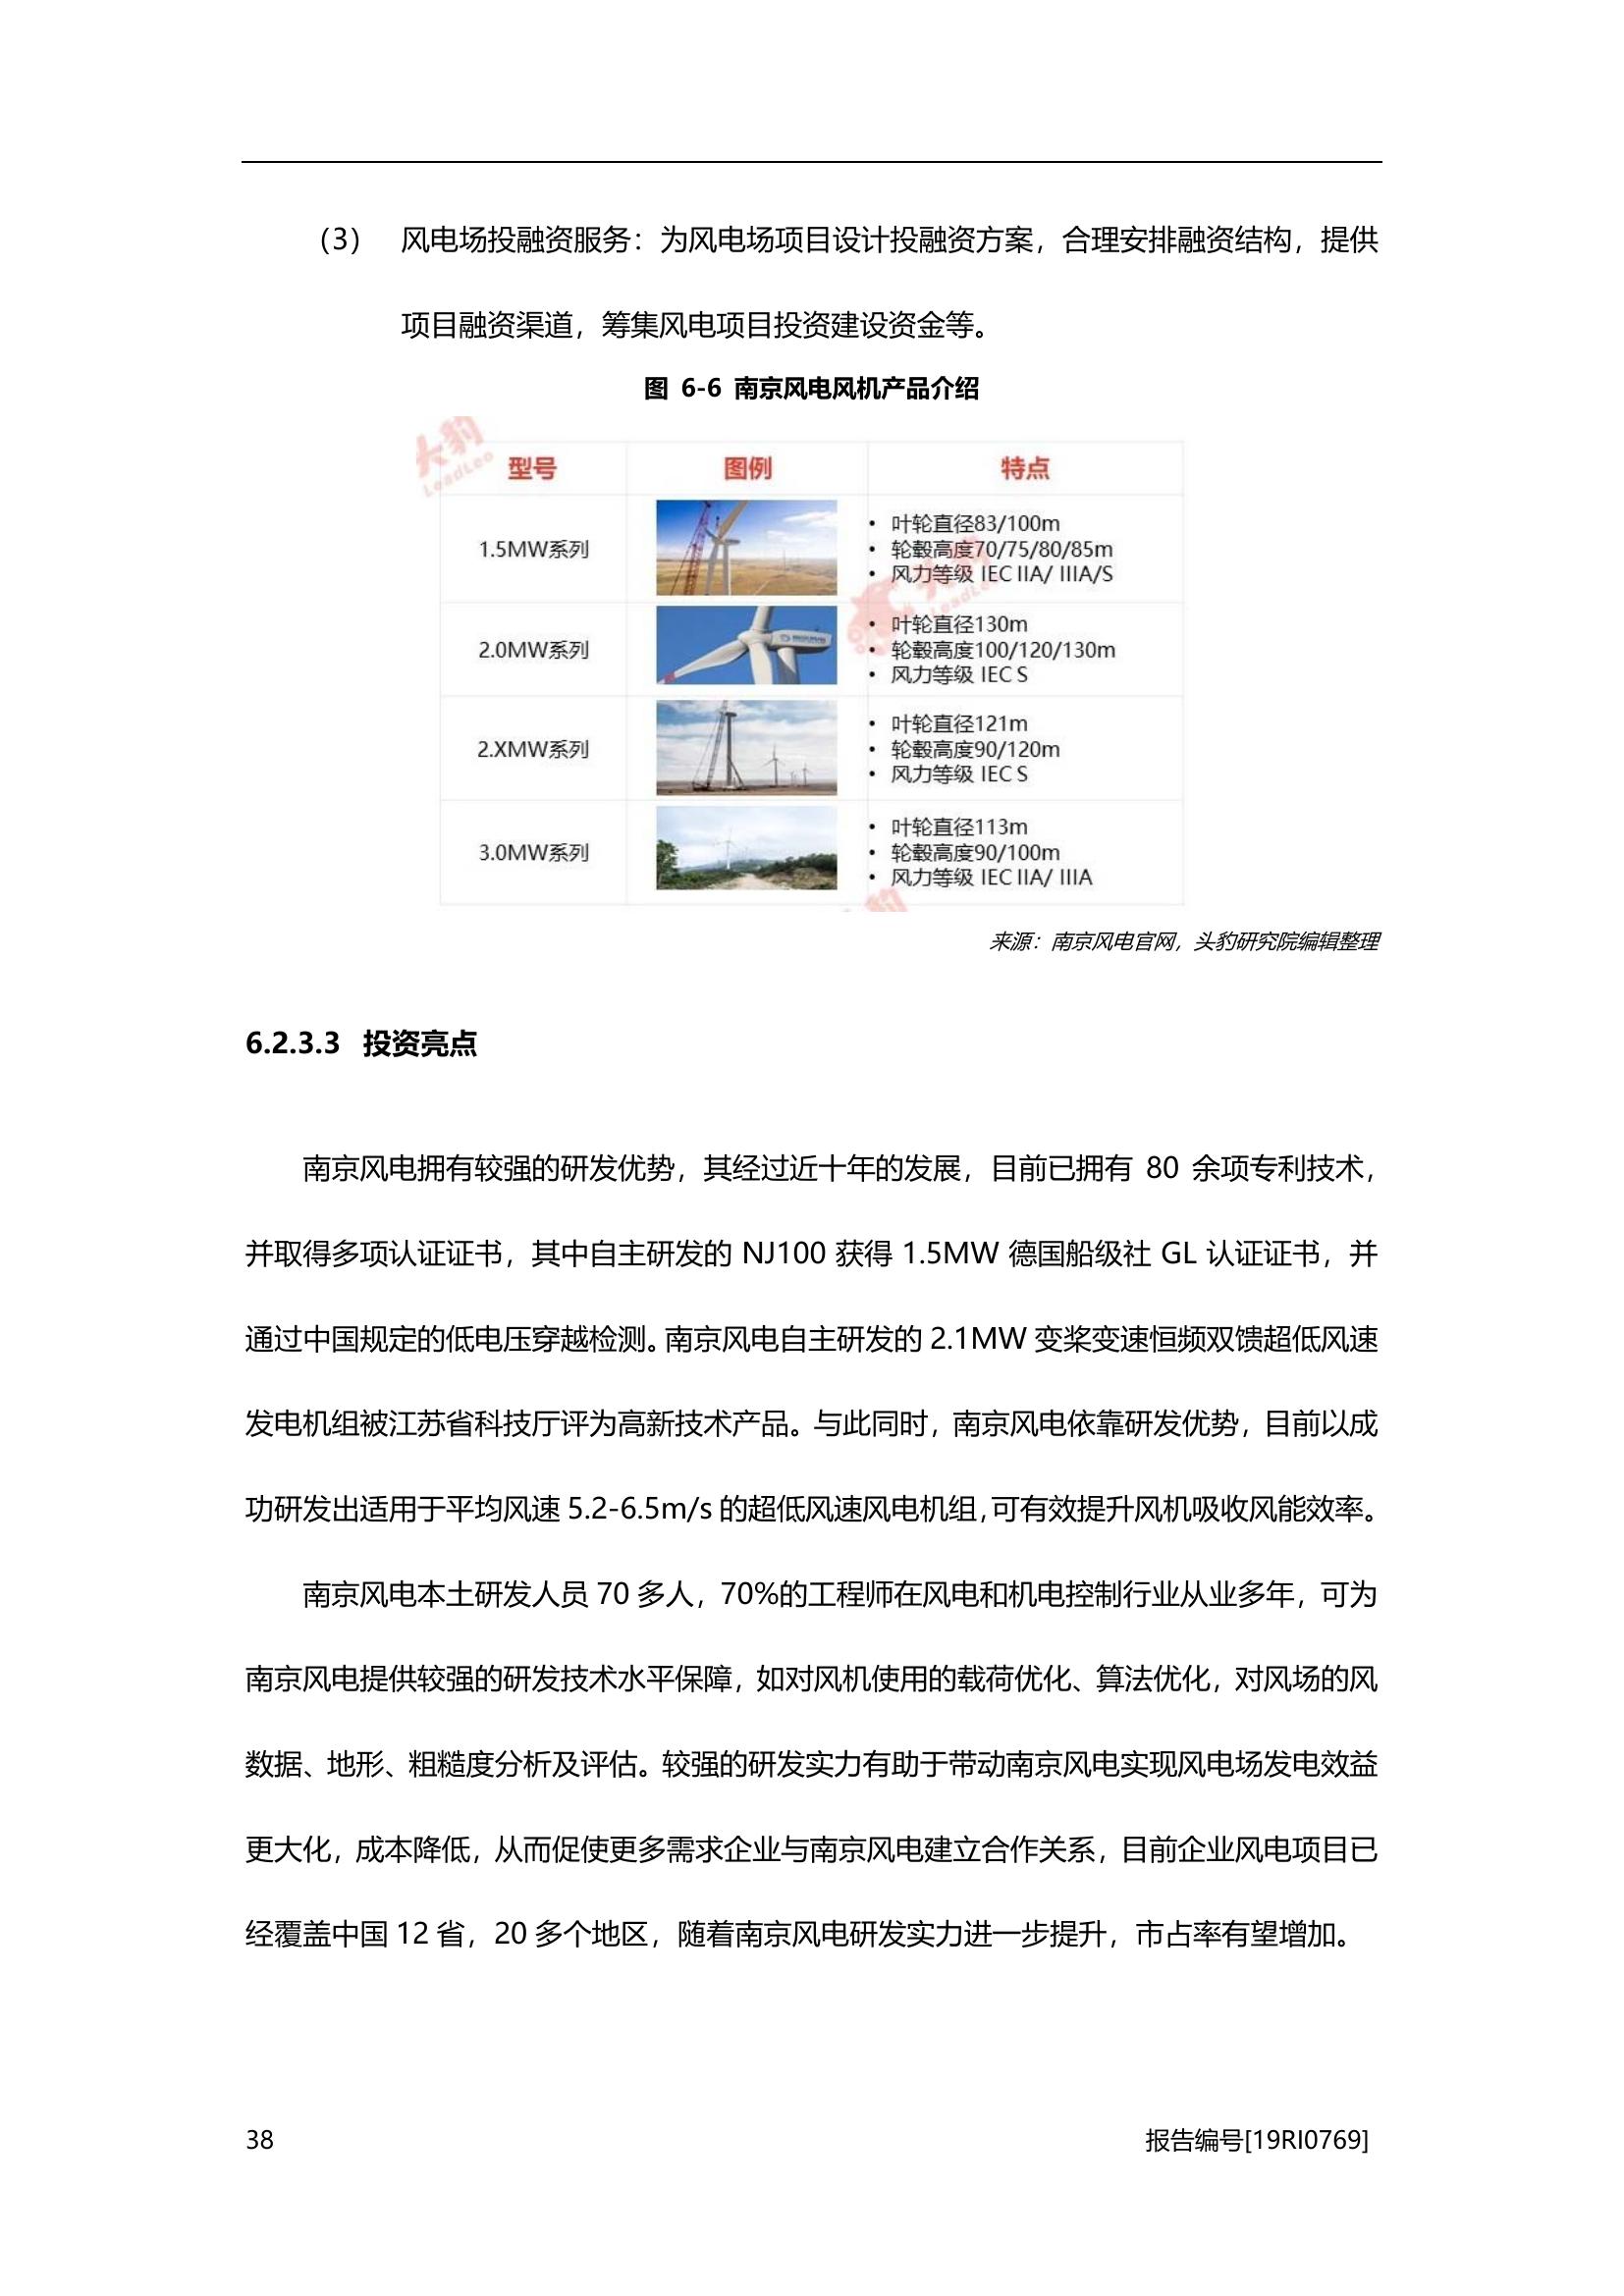 （3） 风电场投融资服务：为风电场项目设计投融资方案，合理安排融资结构，提供
项目融资渠道，筹集风电项目投资建设资金等。
图 6-6 南京风电风机产品介绍
头豹
LeadLeo
型号 图例 特点
1.5MW系列
• 叶轮直径83/100m
• 轮毂高度70/75/80/85m
• 风力等级 IEC IIA/ IIIA/S
2.0MW系列
• 叶轮直径130m
• 轮毂高度100/120/130m
• 风力等级 IEC S
2.XMW系列
• 叶轮直径121m
• 轮毂高度90/120m
• 风力等级 IEC S
3.0MW系列
• 叶轮直径113m
• 轮毂高度90/100m
• 风力等级 IEC IIA/ IIIA
来源：南京风电官网，头豹研究院编辑整理
6.2.3.3 投资亮点
南京风电拥有较强的研发优势，其经过近十年的发展，目前已拥有 80 余项专利技术，
并取得多项认证证书，其中自主研发的 NJ100 获得 1.5MW 德国船级社 GL 认证证书，并
通过中国规定的低电压穿越检测。南京风电自主研发的 2.1MW 变桨变速恒频双馈超低风速
发电机组被江苏省科技厅评为高新技术产品。与此同时，南京风电依靠研发优势，目前以成
功研发出适用于平均风速 5.2-6.5m/s 的超低风速风电机组，可有效提升风机吸收风能效率。
南京风电本土研发人员 70 多人，70%的工程师在风电和机电控制行业从业多年，可为
南京风电提供较强的研发技术水平保障，如对风机使用的载荷优化、算法优化，对风场的风
数据、地形、粗糙度分析及评估。较强的研发实力有助于带动南京风电实现风电场发电效益
更大化，成本降低，从而促使更多需求企业与南京风电建立合作关系，目前企业风电项目已
经覆盖中国 12 省，20 多个地区，随着南京风电研发实力进一步提升，市占率有望增加。
38
报告编号[19RI0769]